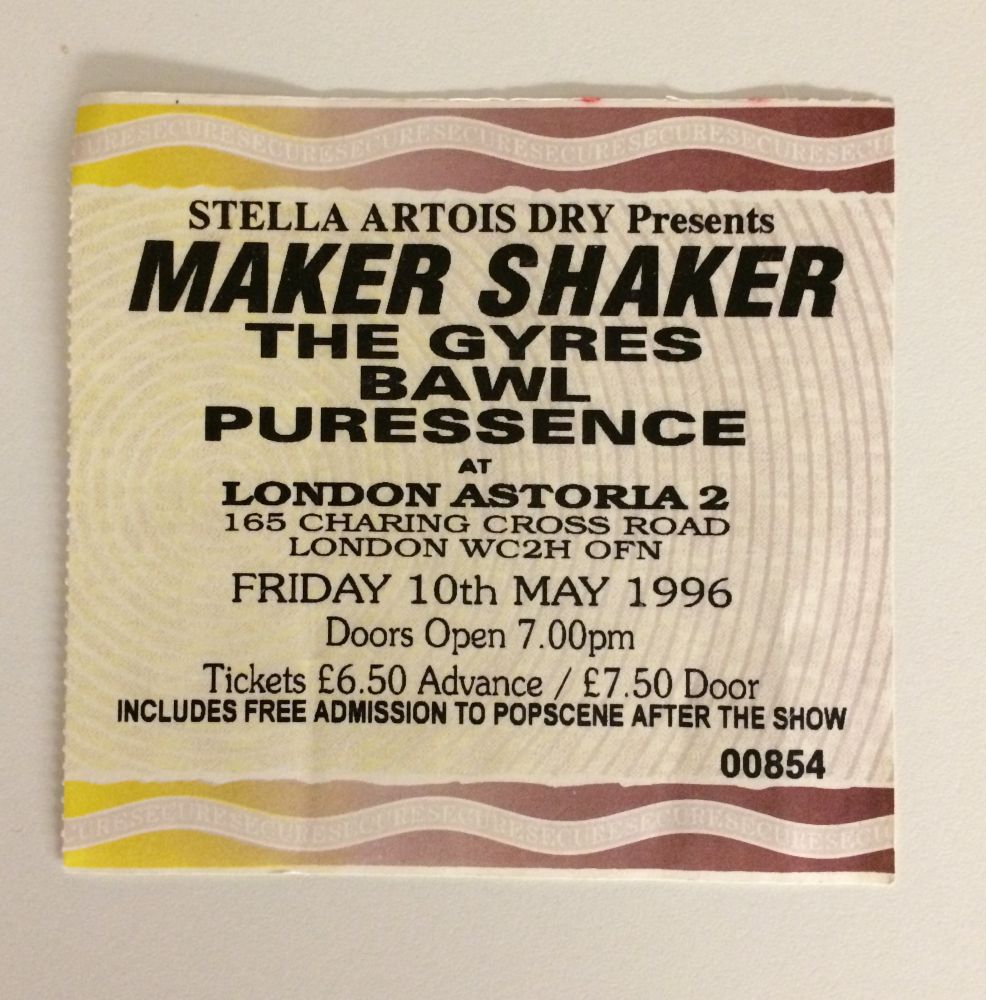 URESECURESECURESECURESECURESECURESECURESECU
STELLA ARTOIS DRY Presents
MAKER SHAKER
THE GYRES
BAWL
PURESSENCE
AT
LONDON ASTORIA 2
165 CHARING CROSS ROAD
LONDON WC2H OFN
FRIDAY 10th MAY 1996
Doors Open 7.00pm
Tickets £6.50 Advance / £7.50 Door
INCLUDES FREE ADMISSION TO POPSCENE AFTER THE SHOW
00854
URESECURESECURESECURESECURESECURESECURESECU